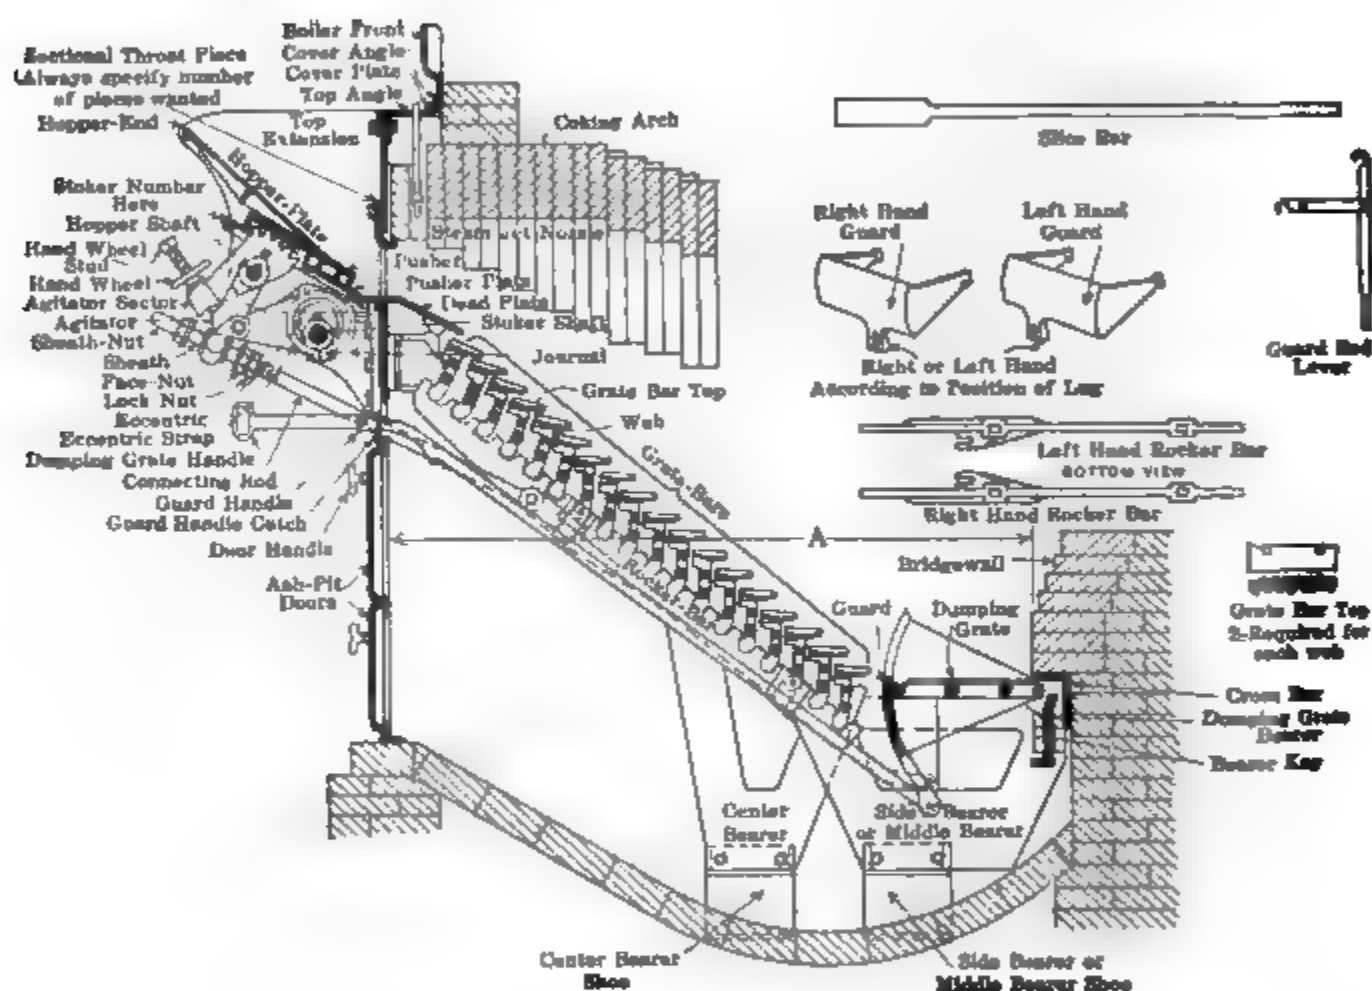 Boiler Front
Cover Angle
Cover Plate
Top Angle
Sectional Throat Piece
Always specify number
of pieces wanted
Hopper-End
Top
Extension
Coking Arch
Hopper-Plate
Stoker Number
Here
Hopper Shaft
Hand Wheel
Stud
Hand Wheel
Agitator Sector
Agitator
Sheath-Nut
Sheath
Face-Nut
Lock Nut
Eccentric
Eccentric Strap
Dumping Grate Handle
Connecting Rod
Guard Handle
Guard Handle Catch
Door Handle
Ash-Pit
Doors
Steam Jet Nozzle
Pusher
Pusher Plate
Dead Plate
Stoker Shaft
Journal
Grate Bar Top
Web
Grate-Bars
Rocker-Bar
A
Bridgewall
Guard
Dumping
Grate
Center
Bearer
Side Bearer
or Middle Bearer
Center Bearer
Shoe
Side Bearer or
Middle Bearer Shoe
Slice Bar
Right Hand
Guard
Left Hand
Guard
Right or Left Hand
According to Position of Lug
Guard Rod
Lever
Left Hand Rocker Bar
BOTTOM VIEW
Right Hand Rocker Bar
Grate Bar Top
2-Required for
each web
Cross Bar
Dumping Grate
Bearer
Bearer Key